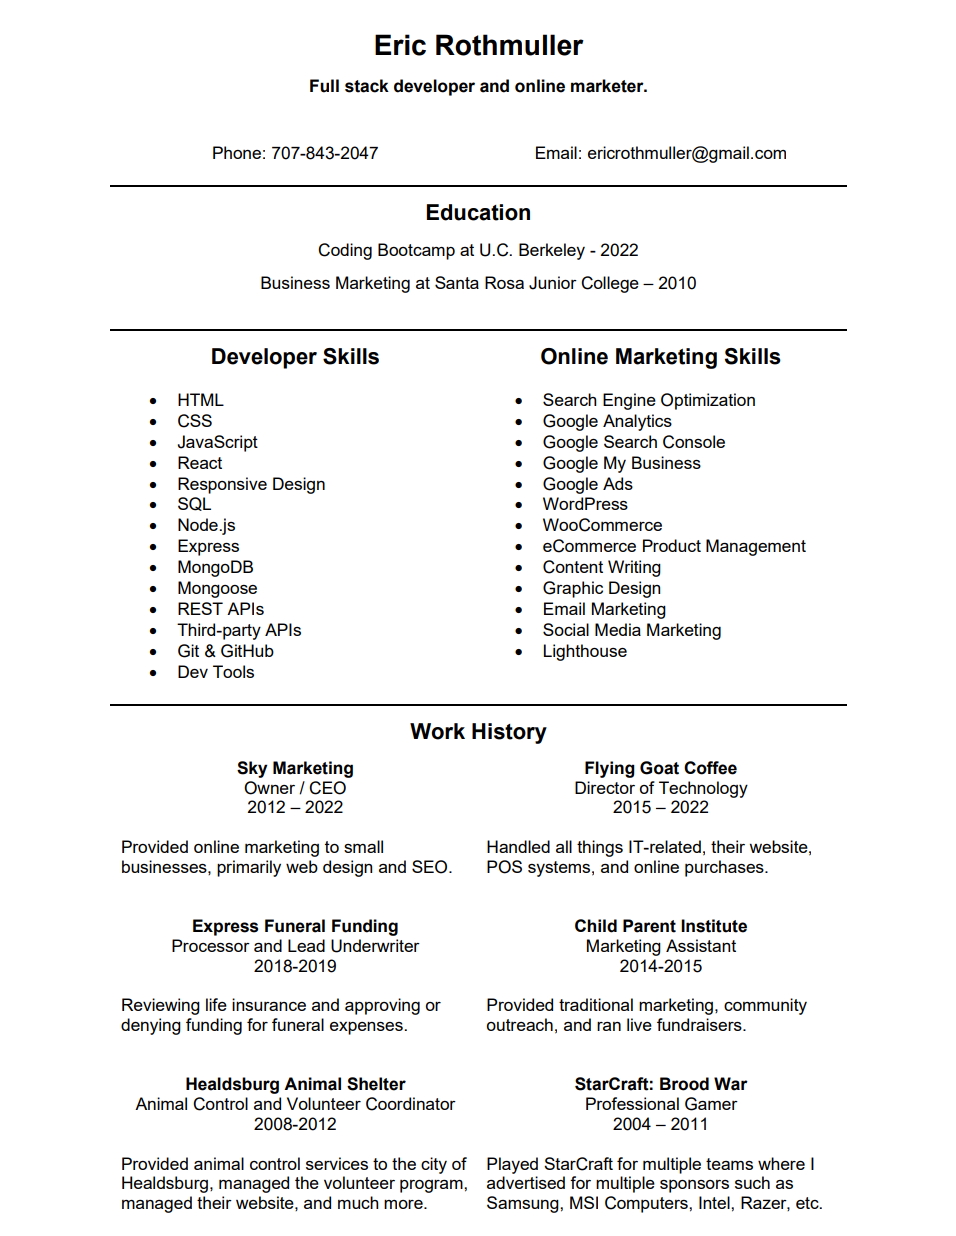 Eric Rothmuller
Full stack developer and online marketer.
Phone: 707-843-2047
Email: ericrothmuller@gmail.com
Education
Coding Bootcamp at U.C. Berkeley - 2022
Business Marketing at Santa Rosa Junior College – 2010
Developer Skills
• HTML
• CSS
• JavaScript
• React
• Responsive Design
• SQL
• Node.js
• Express
• MongoDB
• Mongoose
• REST APIs
• Third-party APIs
• Git & GitHub
• Dev Tools
Online Marketing Skills
• Search Engine Optimization
• Google Analytics
• Google Search Console
• Google My Business
• Google Ads
• WordPress
• WooCommerce
• eCommerce Product Management
• Content Writing
• Graphic Design
• Email Marketing
• Social Media Marketing
• Lighthouse
Work History
Sky Marketing
Owner / CEO
2012 – 2022
Provided online marketing to small
businesses, primarily web design and SEO.
Flying Goat Coffee
Director of Technology
2015 – 2022
Handled all things IT-related, their website,
POS systems, and online purchases.
Express Funeral Funding
Processor and Lead Underwriter
2018-2019
Reviewing life insurance and approving or
denying funding for funeral expenses.
Child Parent Institute
Marketing Assistant
2014-2015
Provided traditional marketing, community
outreach, and ran live fundraisers.
Healdsburg Animal Shelter
Animal Control and Volunteer Coordinator
2008-2012
Provided animal control services to the city of
Healdsburg, managed the volunteer program,
managed their website, and much more.
StarCraft: Brood War
Professional Gamer
2004 – 2011
Played StarCraft for multiple teams where I
advertised for multiple sponsors such as
Samsung, MSI Computers, Intel, Razer, etc.